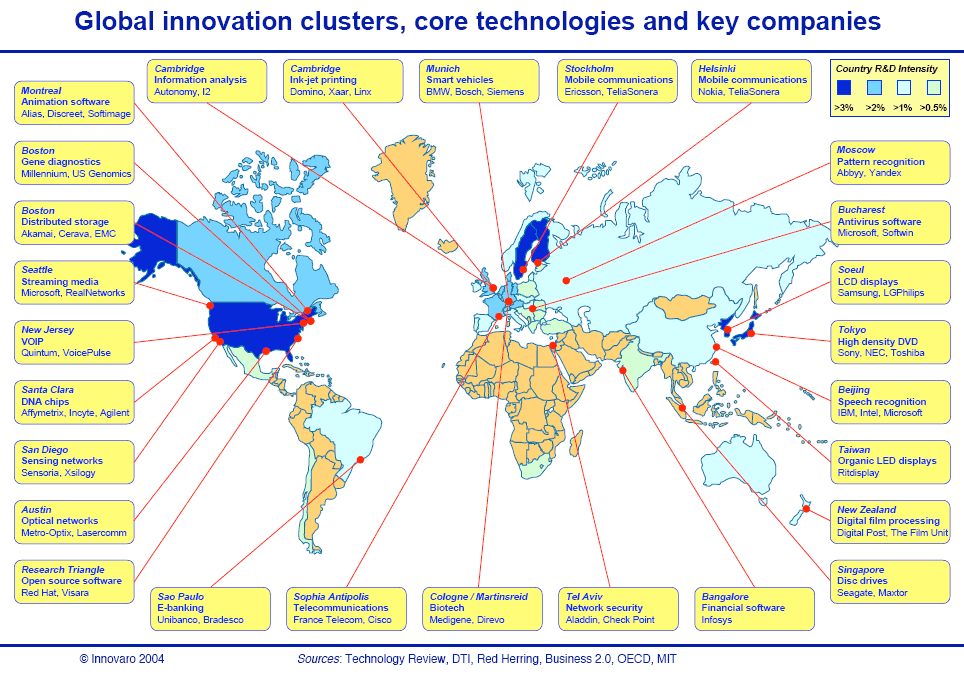 Global innovation clusters, core technologies and key companies
Cambridge
Information analysis
Autonomy, I2
Cambridge
Ink-jet printing
Domino, Xaar, Linx
Munich
Smart vehicles
BMW, Bosch, Siemens
Stockholm
Mobile communications
Ericsson, TeliaSonera
Helsinki
Mobile communications
Nokia, TeliaSonera
Country R&D Intensity
>3% >2% >1% >0.5%
Montreal
Animation software
Alias, Discreet, Softimage
Boston
Gene diagnostics
Millennium, US Genomics
Boston
Distributed storage
Akamai, Cerava, EMC
Seattle
Streaming media
Microsoft, RealNetworks
New Jersey
VOIP
Quintum, VoicePulse
Santa Clara
DNA chips
Affymetrix, Incyte, Agilent
San Diego
Sensing networks
Sensoria, Xsilogy
Austin
Optical networks
Metro-Optix, Lasercomm
Research Triangle
Open source software
Red Hat, Visara
Moscow
Pattern recognition
Abbyy, Yandex
Bucharest
Antivirus software
Microsoft, Softwin
Soeul
LCD displays
Samsung, LGPhilips
Tokyo
High density DVD
Sony, NEC, Toshiba
Beijing
Speech recognition
IBM, Intel, Microsoft
Taiwan
Organic LED displays
Ritdisplay
New Zealand
Digital film processing
Digital Post, The Film Unit
Singapore
Disc drives
Seagate, Maxtor
Sao Paulo
E-banking
Unibanco, Bradesco
Sophia Antipolis
Telecommunications
France Telecom, Cisco
Cologne / Martinsreid
Biotech
Medigene, Direvo
Tel Aviv
Network security
Aladdin, Check Point
Bangalore
Financial software
Infosys
© Innovaro 2004
Sources: Technology Review, DTI, Red Herring, Business 2.0, OECD, MIT